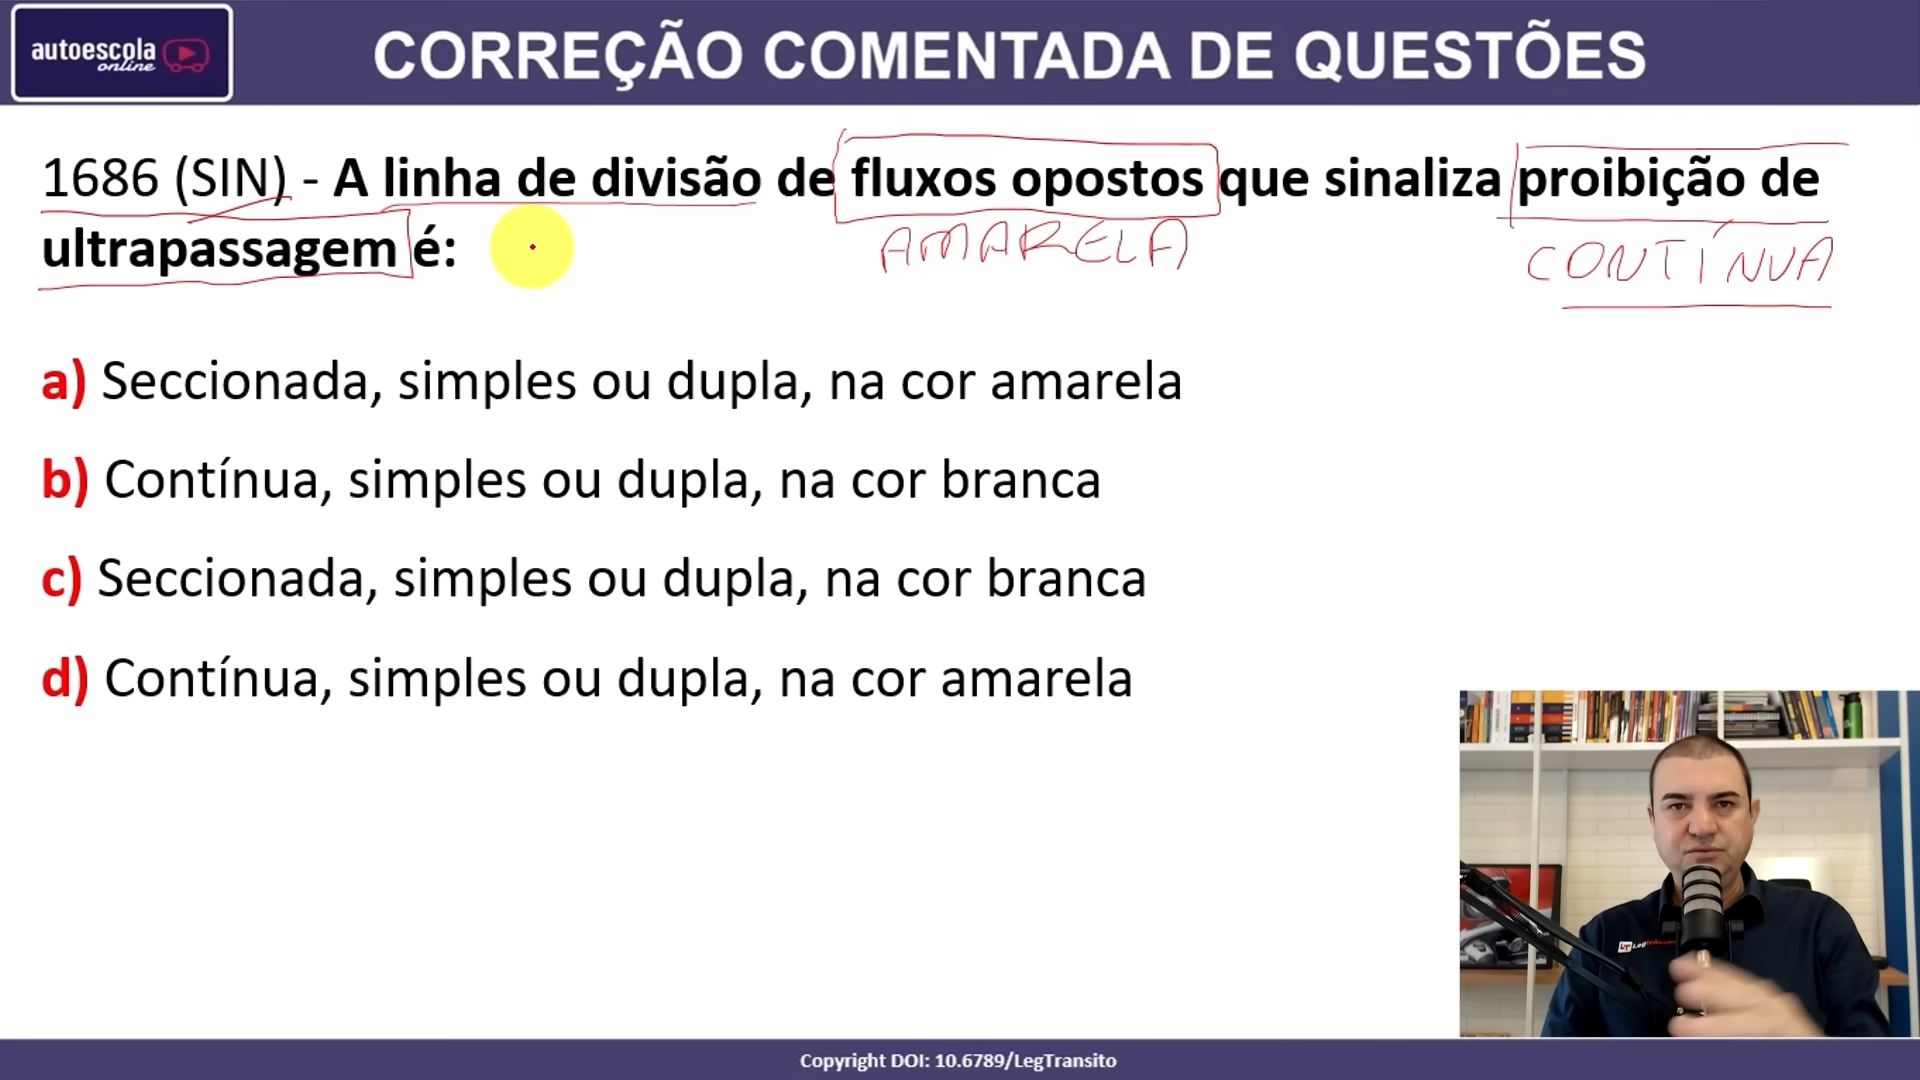 autoescola
online
CORREÇÃO COMENTADA DE QUESTÕES
1686 (SIN) - A linha de divisão de fluxos opostos que sinaliza proibição de
ultrapassagem é:
AMARELA
CONTÍNUA
a) Seccionada, simples ou dupla, na cor amarela
b) Contínua, simples ou dupla, na cor branca
c) Seccionada, simples ou dupla, na cor branca
d) Contínua, simples ou dupla, na cor amarela
LT Legtrânsito
Copyright DOI: 10.6789/LegTransito